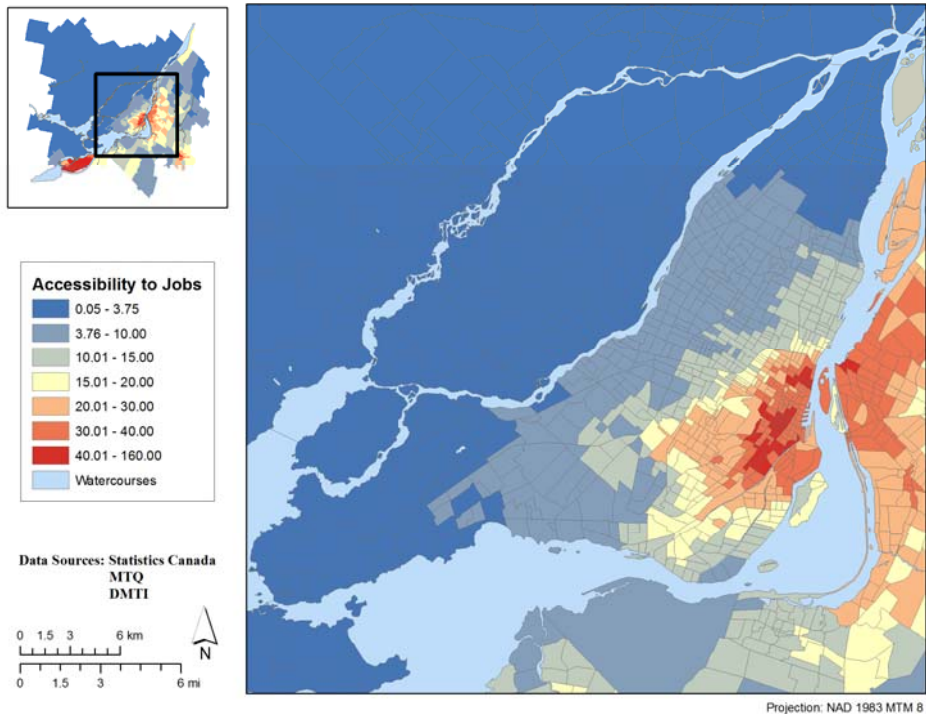 Accessibility to Jobs
0.05 - 3.75
3.76 - 10.00
10.01 - 15.00
15.01 - 20.00
20.01 - 30.00
30.01 - 40.00
40.01 - 160.00
Watercourses
Data Sources: Statistics Canada
MTQ
DMTI
0 1.5 3 6 km
N
0 1.5 3 6 mi
Projection: NAD 1983 MTM 8